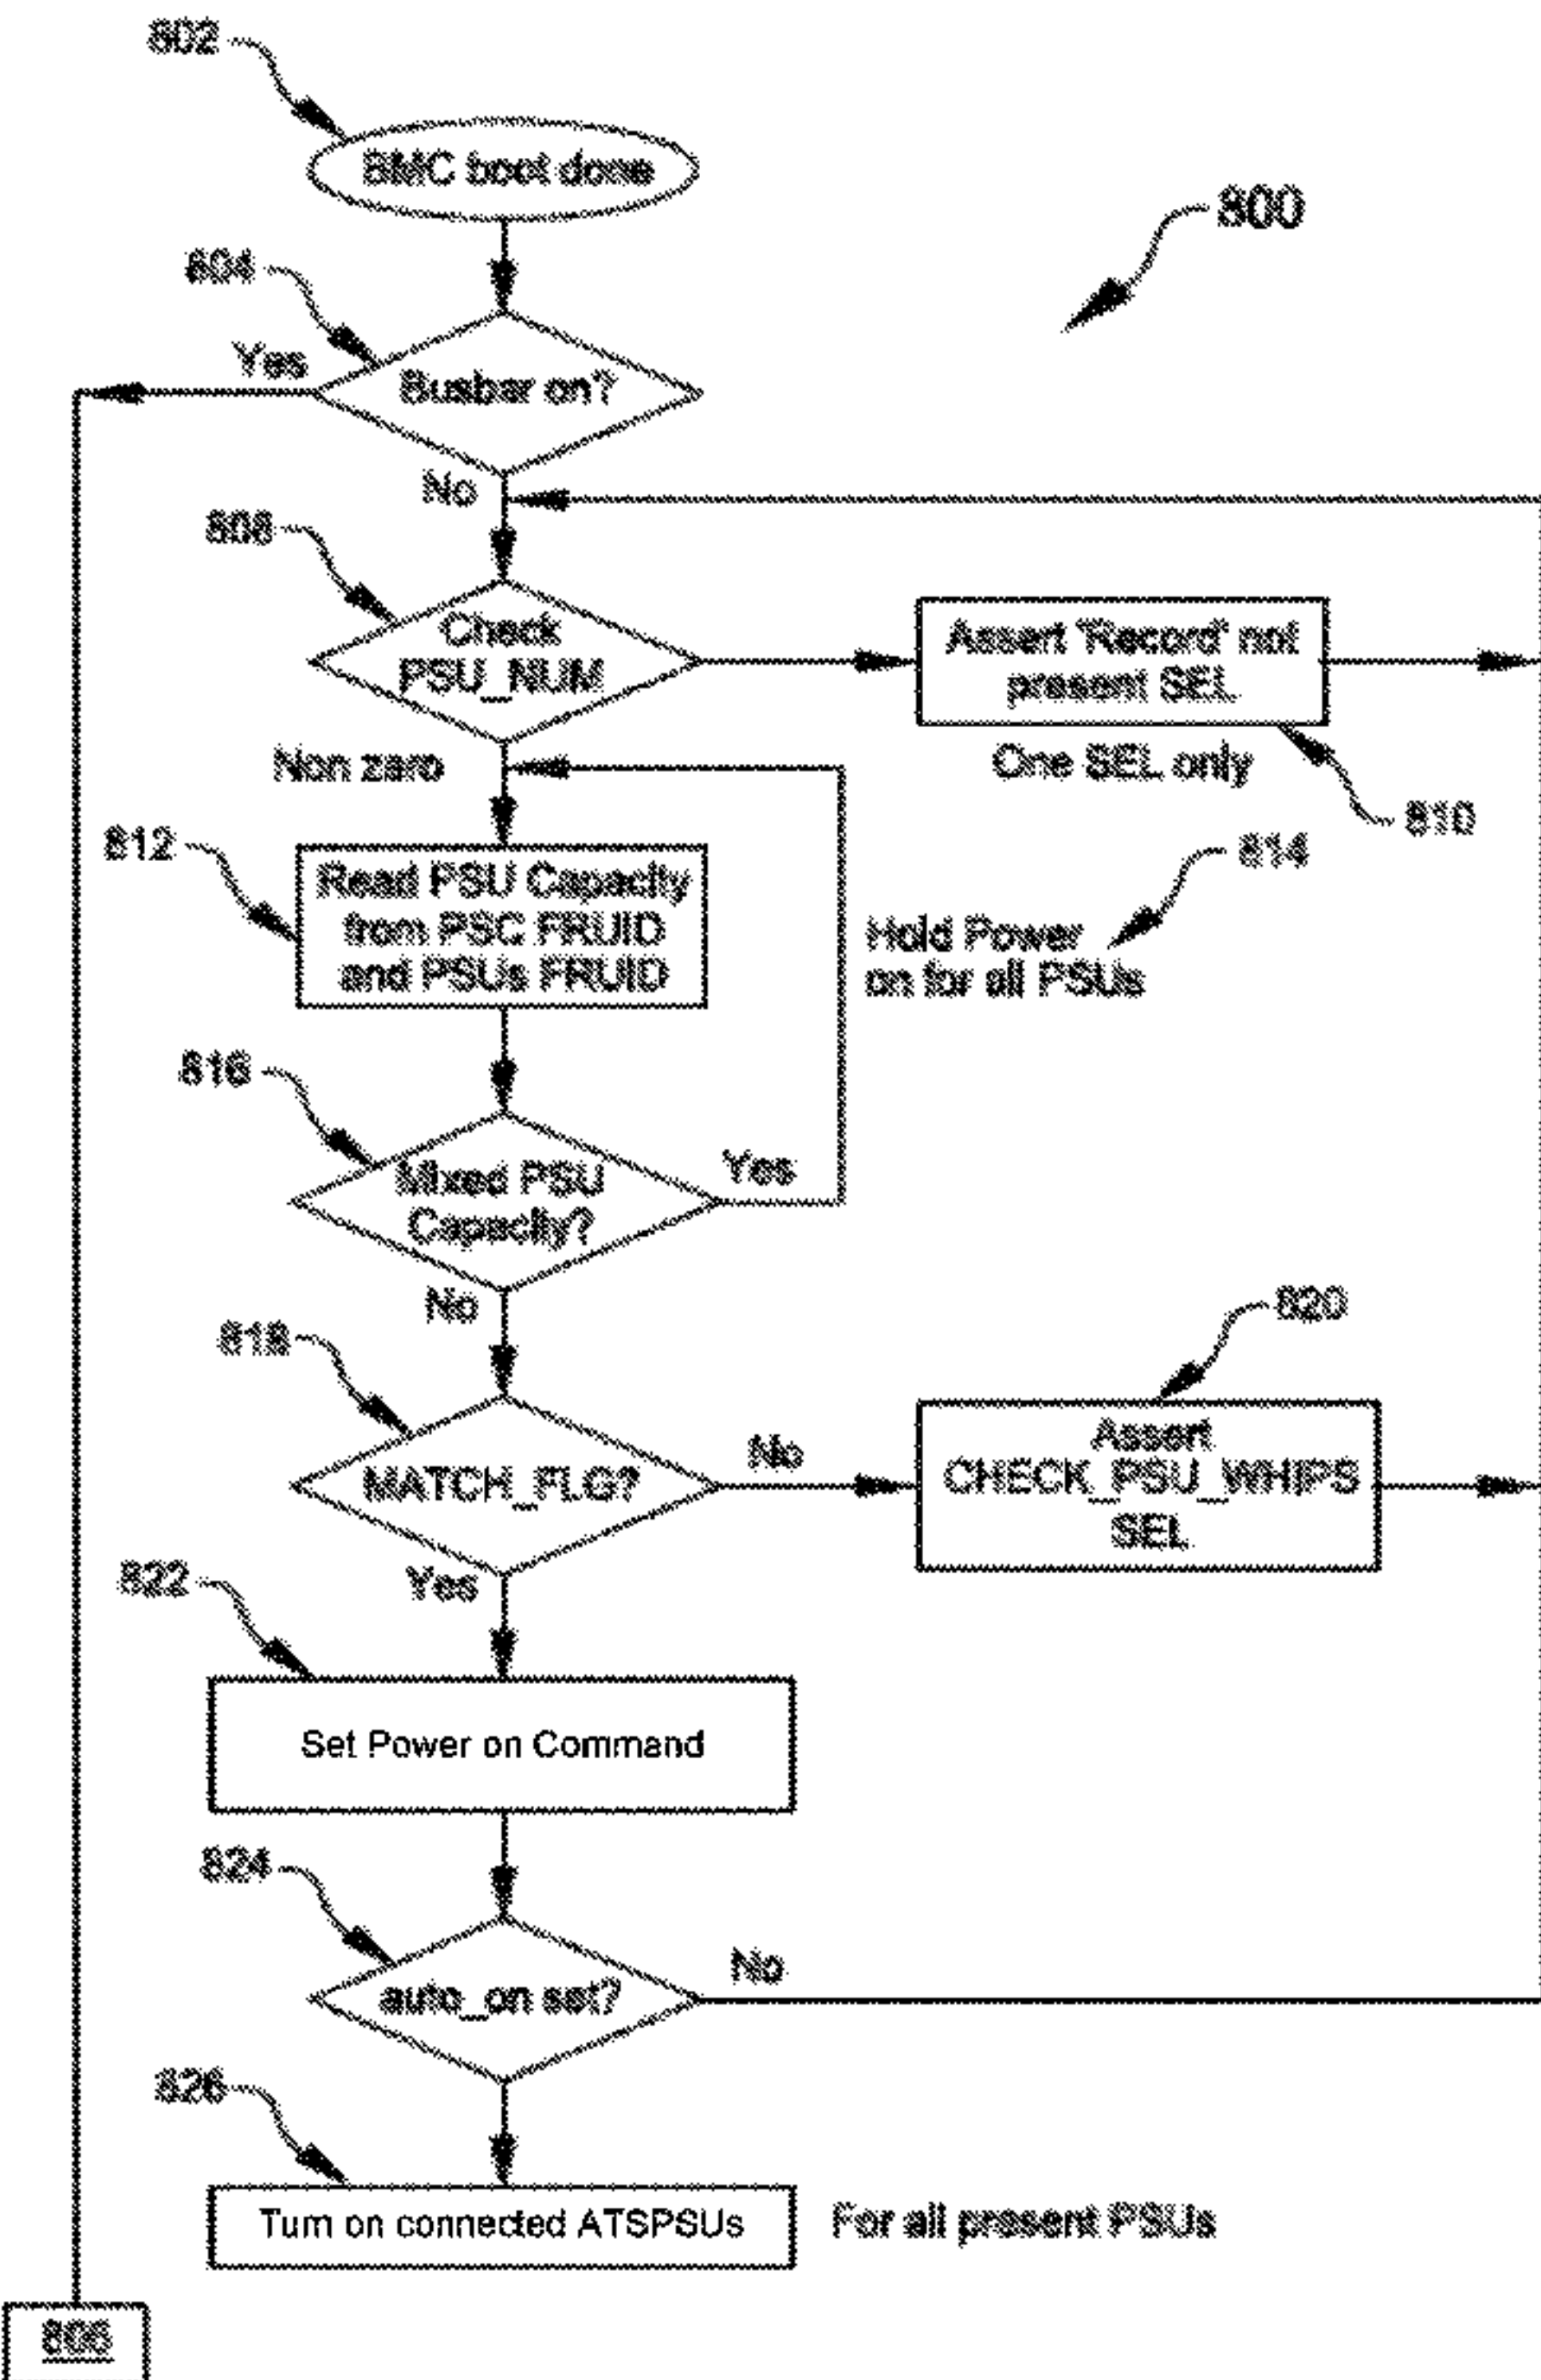 802
BMC boot done
800
804
Yes
Busbar on?
No
808
Check
PSU_NUM
Assert 'Record' not
present SEL
Non zero
One SEL only
810
812
814
Read PSU Capacity
from PSC FRUID
and PSUs FRUID
Hold Power
on for all PSUs
816
Mixed PSU
Capacity?
Yes
No
818
820
MATCH_FLG?
No
Assert
CHECK_PSU_WHIPS
SEL
Yes
822
Set Power on Command
824
auto_on set?
No
826
Turn on connected ATSPSUs
For all present PSUs
806